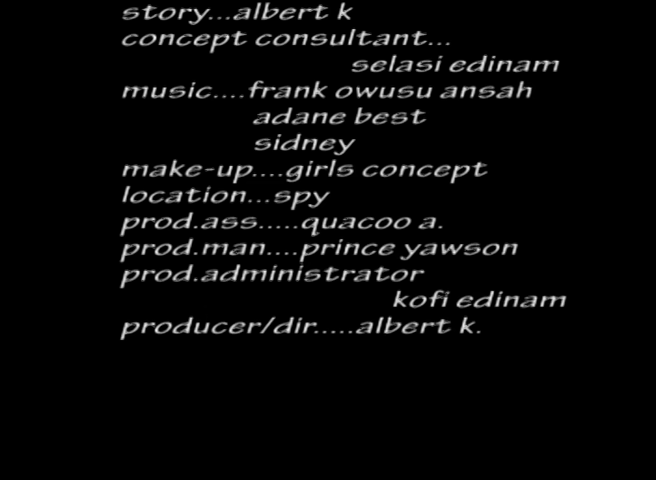 story...albert k
concept consultant...
selasi edinam
music....frank owusu ansah
adane best
sidney
make-up....girls concept
location...spy
prod.ass.....quacoo a.
prod.man....prince yawson
prod.administrator
kofi edinam
producer/dir.....albert k.